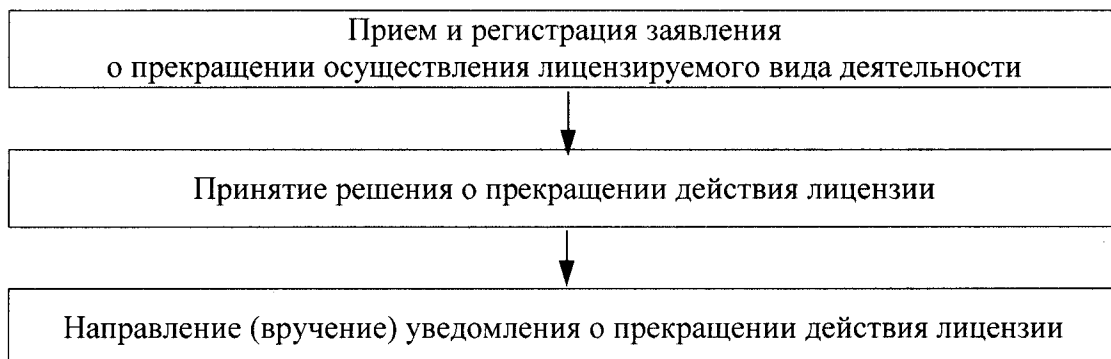 Прием и регистрация заявления
о прекращении осуществления лицензируемого вида деятельности
Принятие решения о прекращении действия лицензии
Направление (вручение) уведомления о прекращении действия лицензии